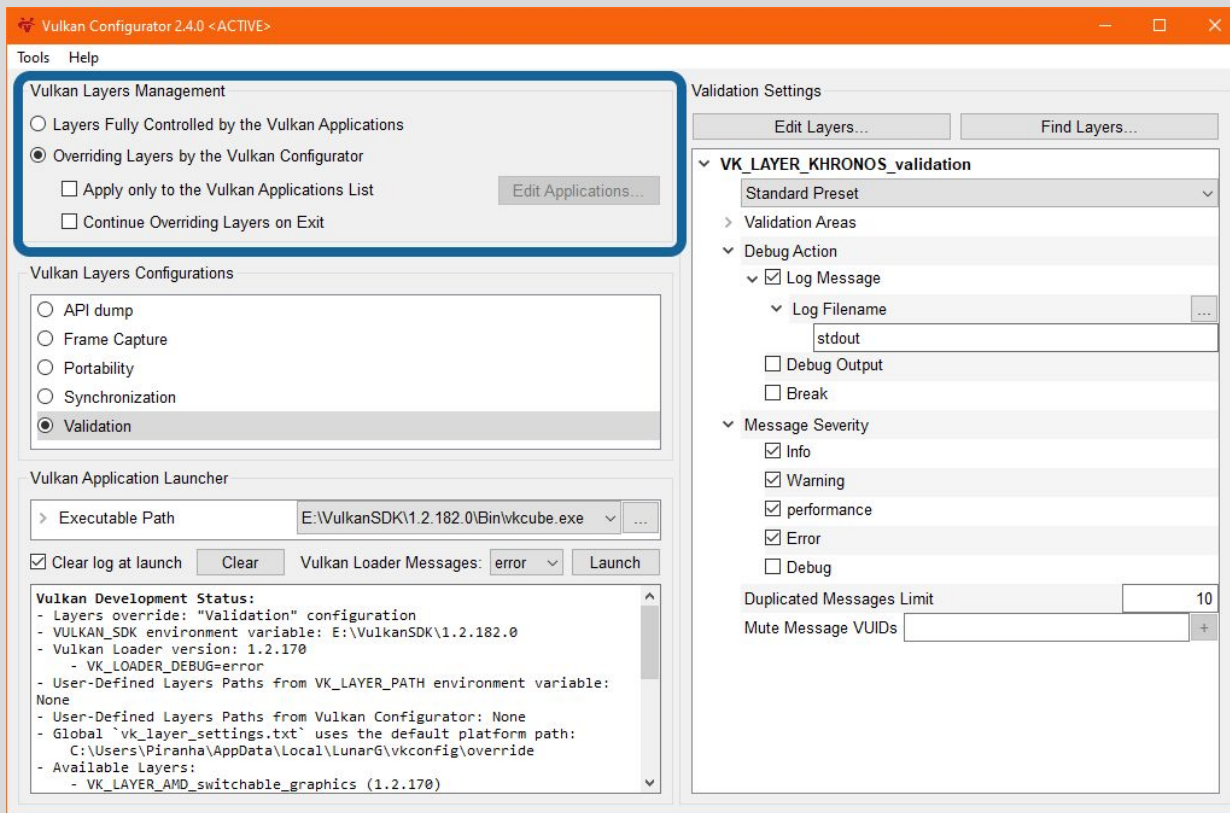 Vulkan Configurator 2.4.0 <ACTIVE>
Tools Help
Vulkan Layers Management
Layers Fully Controlled by the Vulkan Applications
Overriding Layers by the Vulkan Configurator
Apply only to the Vulkan Applications List
Edit Applications...
Continue Overriding Layers on Exit
Vulkan Layers Configurations
API dump
Frame Capture
Portability
Synchronization
Validation
Vulkan Application Launcher
Executable Path E:\VulkanSDK\1.2.182.0\Bin\vkcube.exe ...
Clear log at launch Clear Vulkan Loader Messages: error Launch
Vulkan Development Status:
- Layers override: "Validation" configuration
- VULKAN_SDK environment variable: E:\VulkanSDK\1.2.182.0
- Vulkan Loader version: 1.2.170
- VK_LOADER_DEBUG=error
- User-Defined Layers Paths from VK_LAYER_PATH environment variable:
None
- User-Defined Layers Paths from Vulkan Configurator: None
- Global `vk_layer_settings.txt` uses the default platform path:
C:\Users\Piranha\AppData\Local\LunarG\vkconfig\override
- Available Layers:
- VK_LAYER_AMD_switchable_graphics (1.2.170)
Validation Settings
Edit Layers... Find Layers...
VK_LAYER_KHRONOS_validation
Standard Preset
Validation Areas
Debug Action
Log Message
Log Filename ...
stdout
Debug Output
Break
Message Severity
Info
Warning
performance
Error
Debug
Duplicated Messages Limit 10
Mute Message VUIDs +